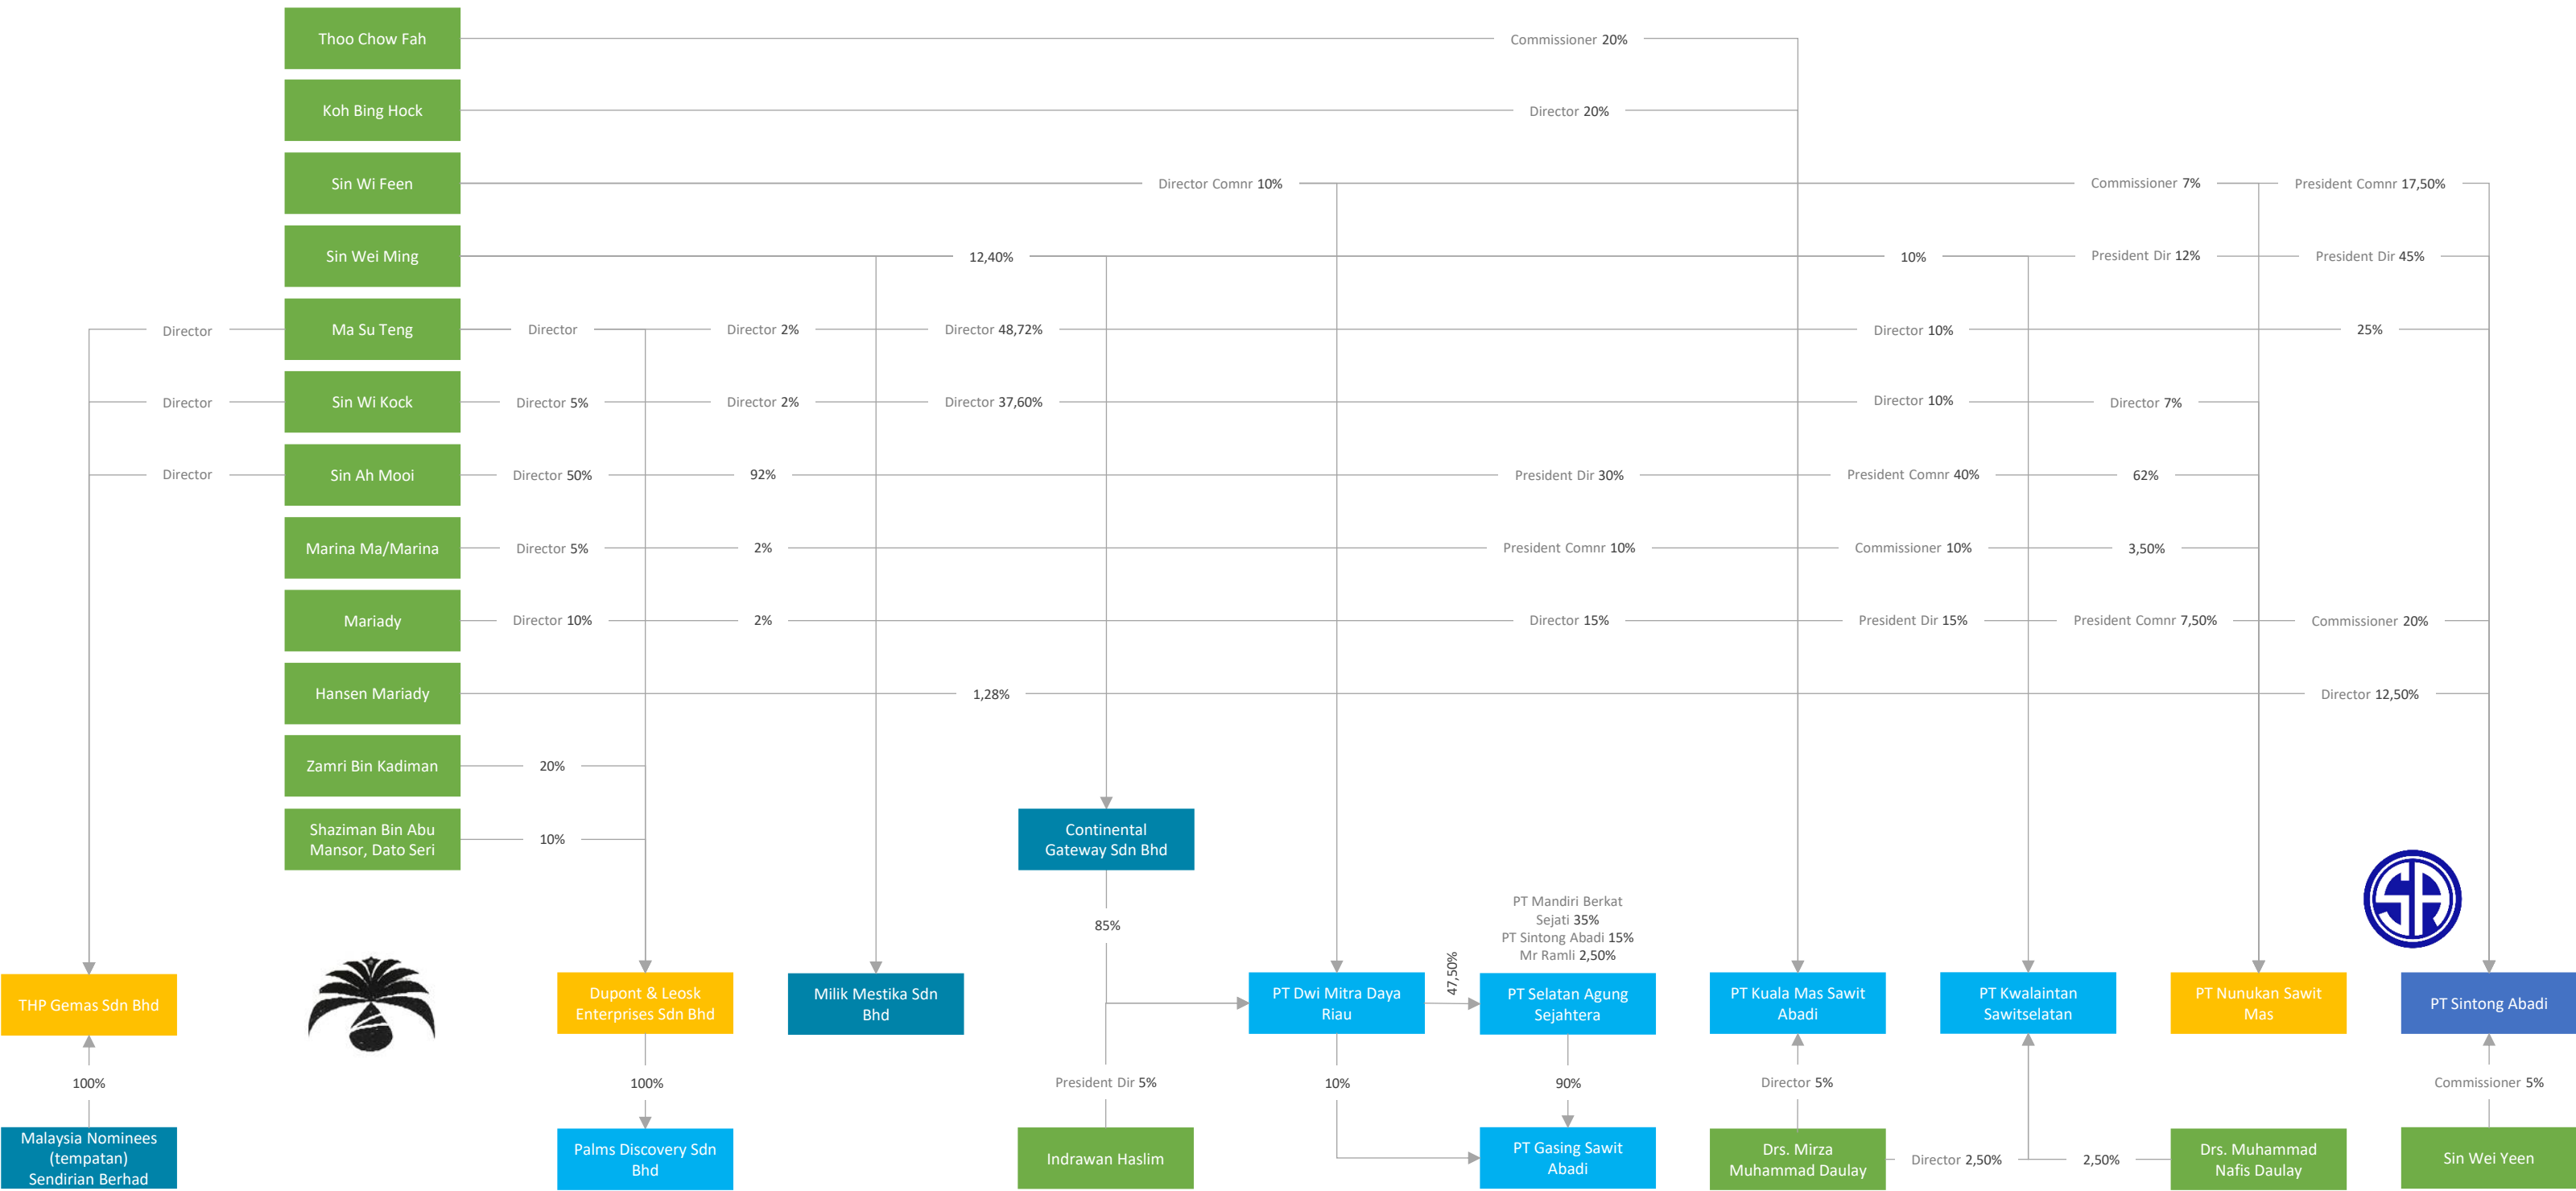 Thoo Chow Fah
Commissioner 20%
Koh Bing Hock
Director 20%
Sin Wi Feen
Director Comnr 10%
Commissioner 7%
President Comnr 17,50%
Sin Wei Ming
12,40%
10%
President Dir 12%
President Dir 45%
Director
Ma Su Teng
Director
Director 2%
Director 48,72%
Director 10%
25%
Director
Sin Wi Kock
Director 5%
Director 2%
Director 37,60%
Director 10%
Director 7%
Director
Sin Ah Mooi
Director 50%
92%
President Dir 30%
President Comnr 40%
62%
Marina Ma/Marina
Director 5%
2%
President Comnr 10%
Commissioner 10%
3,50%
Mariady
Director 10%
2%
Director 15%
President Dir 15%
President Comnr 7,50%
Commissioner 20%
Hansen Mariady
1,28%
Director 12,50%
Zamri Bin Kadiman
20%
Shaziman Bin Abu
Mansor, Dato Seri
10%
Continental
Gateway Sdn Bhd
85%
PT Mandiri Berkat
Sejati 35%
PT Sintong Abadi 15%
Mr Ramli 2,50%
47,50%
THP Gemas Sdn Bhd
Dupont & Leosk
Enterprises Sdn Bhd
Milik Mestika Sdn
Bhd
PT Dwi Mitra Daya
Riau
PT Selatan Agung
Sejahtera
PT Kuala Mas Sawit
Abadi
PT Kwalaintan
Sawitselatan
PT Nunukan Sawit
Mas
PT Sintong Abadi
100%
100%
President Dir 5%
10%
90%
Director 5%
Commissioner 5%
Malaysia Nominees
(tempatan)
Sendirian Berhad
Palms Discovery Sdn
Bhd
Indrawan Haslim
PT Gasing Sawit
Abadi
Drs. Mirza
Muhammad Daulay
Director 2,50%
2,50%
Drs. Muhammad
Nafis Daulay
Sin Wei Yeen